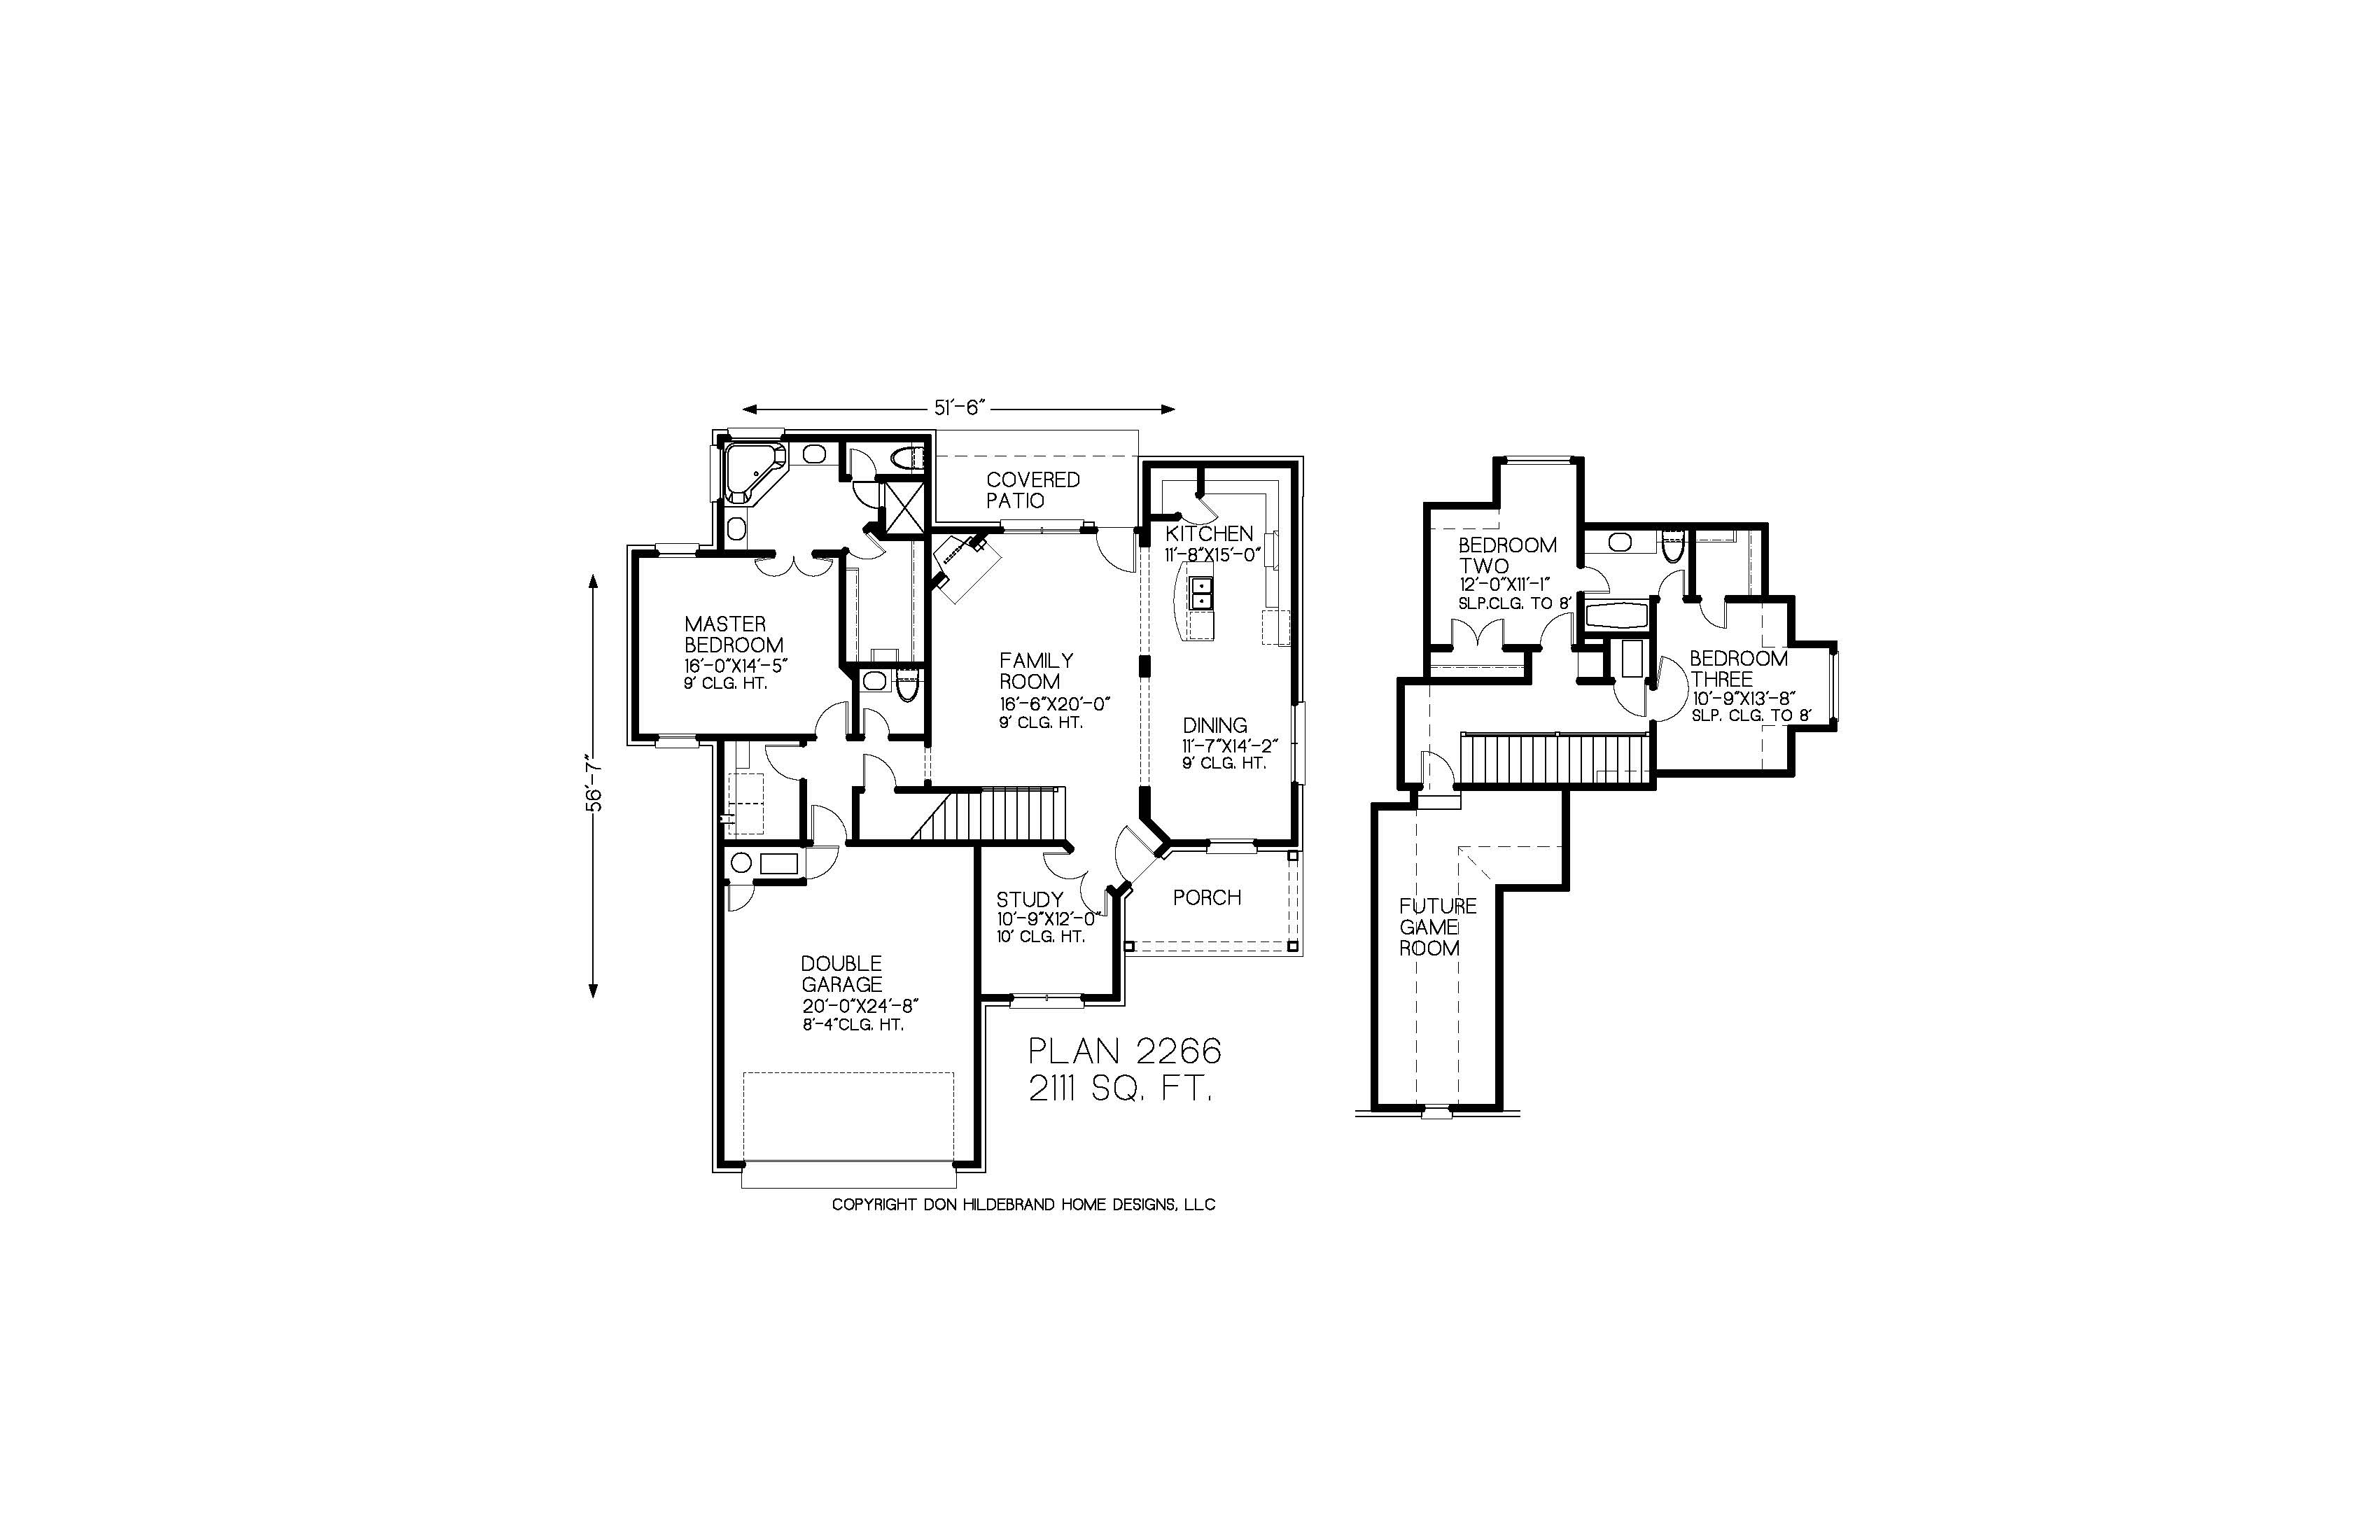 51'-6"
COVERED
PATIO
KITCHEN
11'-8"X15'-0"
MASTER
BEDROOM
16'-0"X14'-5"
9' CLG. HT.
FAMILY
ROOM
16'-6"X20'-0"
9' CLG. HT.
DINING
11'-7"X14'-2"
9' CLG. HT.
56'-7"
STUDY
10'-9"X12'-0"
10' CLG. HT.
PORCH
DOUBLE
GARAGE
20'-0"X24'-8"
8'-4"CLG. HT.
PLAN 2266
2111 SQ. FT.
COPYRIGHT DON HILDEBRAND HOME DESIGNS, LLC
BEDROOM
TWO
12'-0"X11'-1"
SLP.CLG. TO 8'
BEDROOM
THREE
10'-9"X13'-8"
SLP. CLG. TO 8'
FUTURE
GAME
ROOM